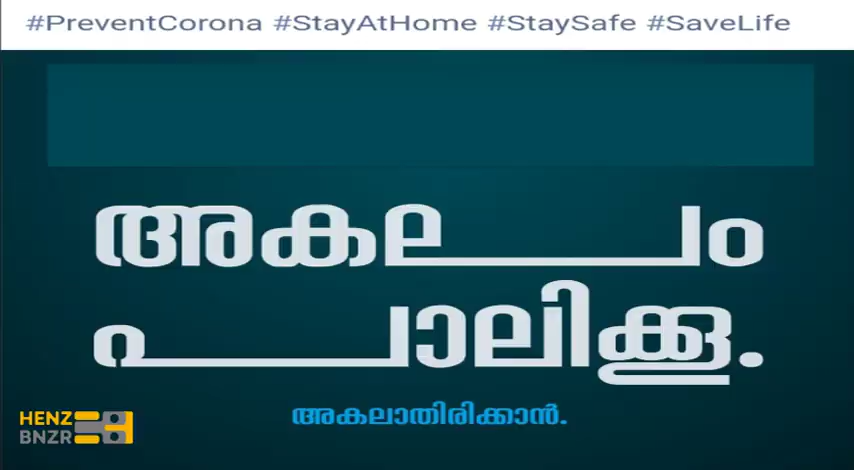 #PreventCorona #StayAtHome #StaySafe #SaveLife
അകലം
പാലിക്കൂ.
അകലാതിരിക്കാൻ.
HENZ
BNZR